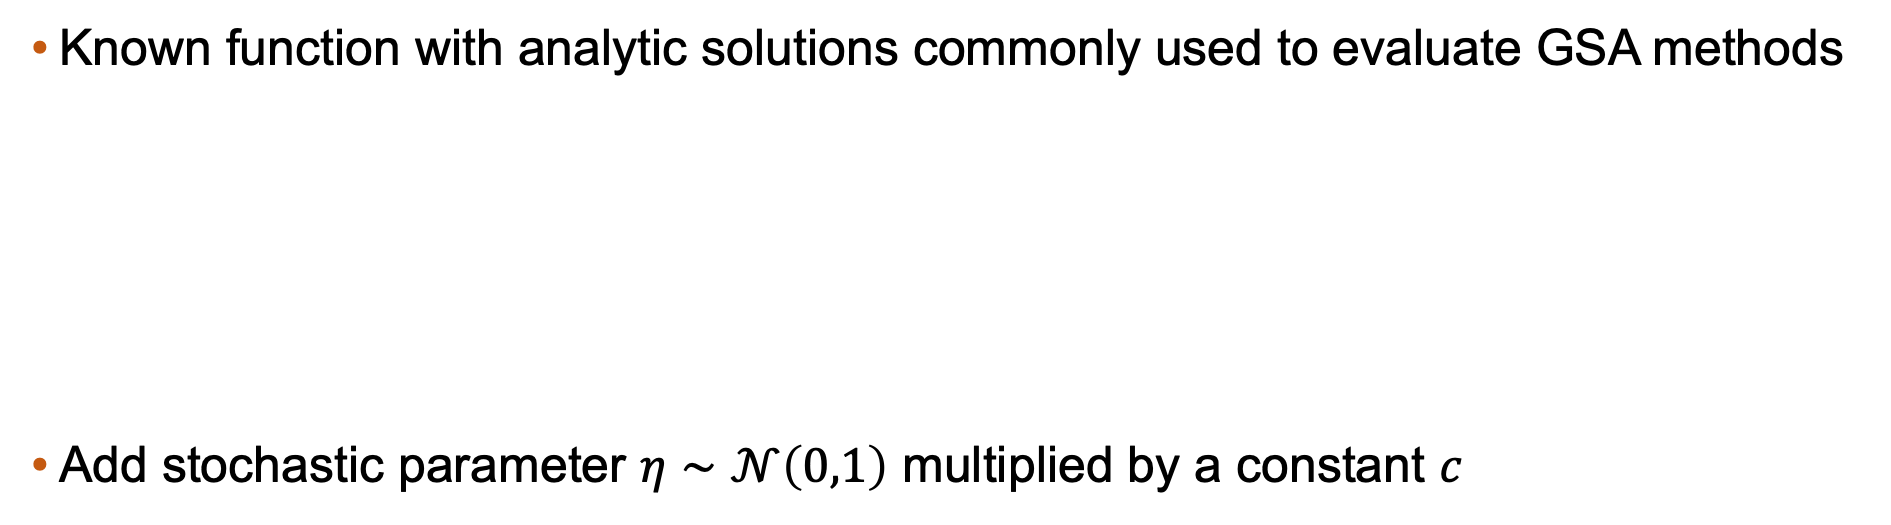 • Known function with analytic solutions commonly used to evaluate GSA methods
• Add stochastic parameter 𝜂 ~ 𝒩(0,1) multiplied by a constant 𝑐